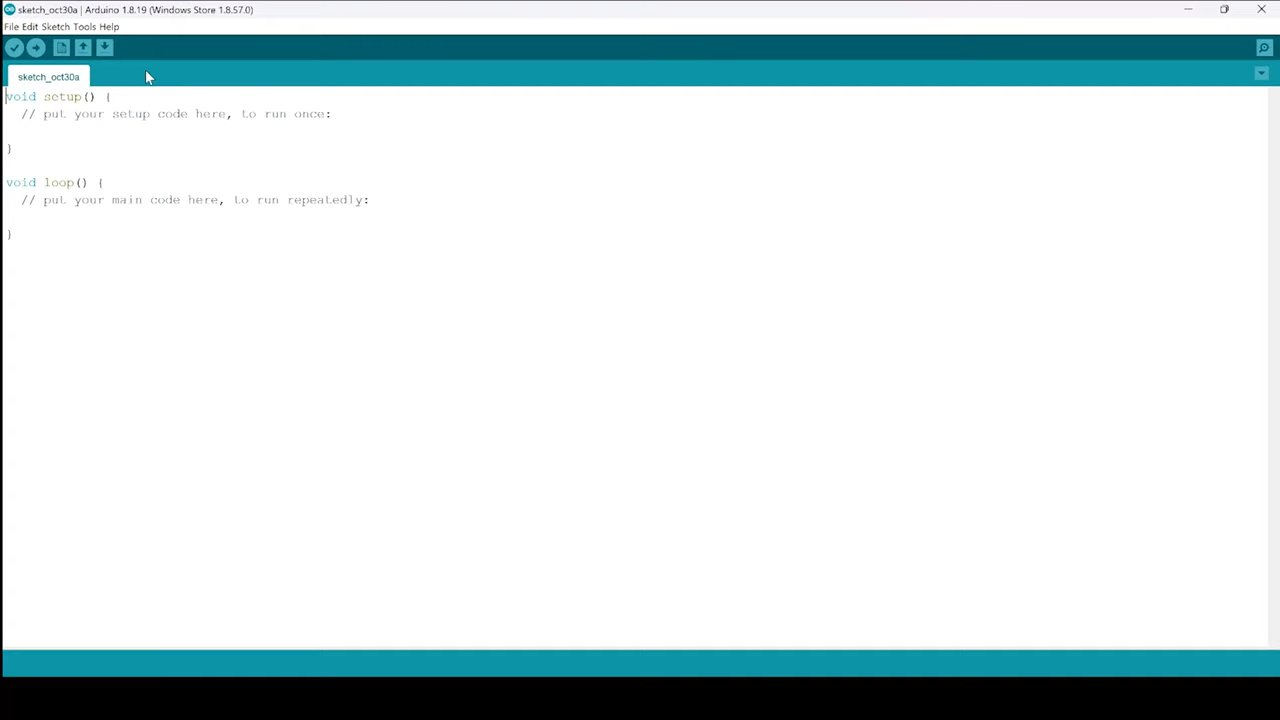 sketch_oct30a | Arduino 1.8.19 (Windows Store 1.8.57.0)
File Edit Sketch Tools Help
sketch_oct30a
void setup() {
  // put your setup code here, to run once:
}
void loop() {
  // put your main code here, to run repeatedly:
}